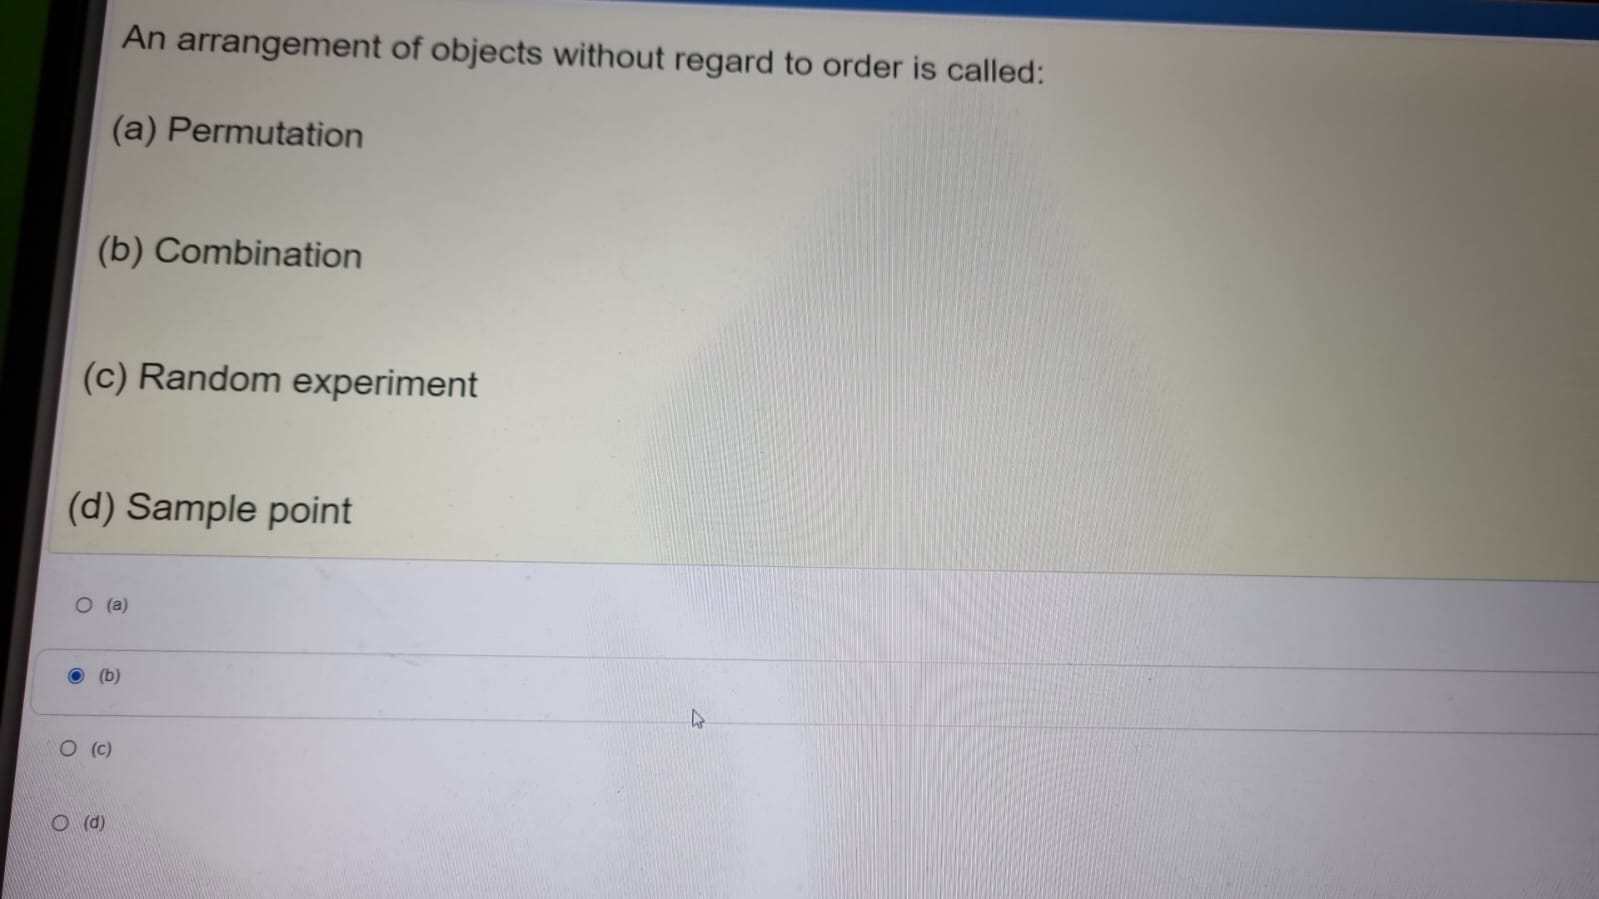 An arrangement of objects without regard to order is called:
(a) Permutation
(b) Combination
(c) Random experiment
(d) Sample point
(a)
(b)
(c)
(d)